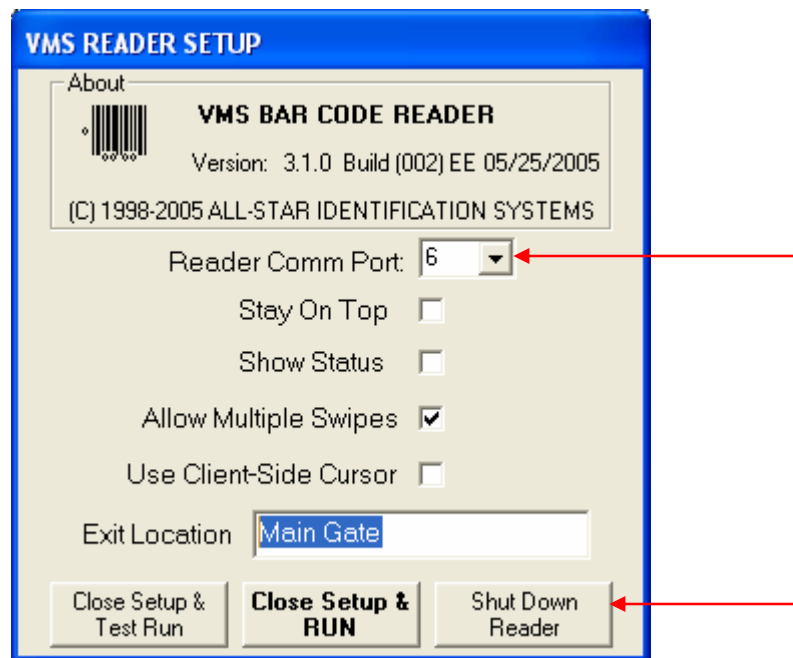 VMS READER SETUP
About
VMS BAR CODE READER
Version: 3.1.0 Build (002) EE 05/25/2005
(C) 1998-2005 ALL-STAR IDENTIFICATION SYSTEMS
Reader Comm Port: 6
Stay On Top
Show Status
Allow Multiple Swipes
Use Client-Side Cursor
Exit Location Main Gate
Close Setup &
Test Run
Close Setup &
RUN
Shut Down
Reader